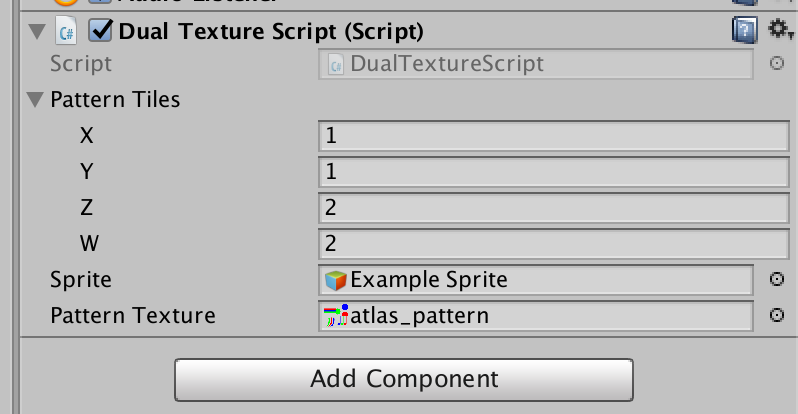 Dual Texture Script (Script)
Script DualTextureScript
Pattern Tiles
X 1
Y 1
Z 2
W 2
Sprite Example Sprite
Pattern Texture atlas_pattern
Add Component